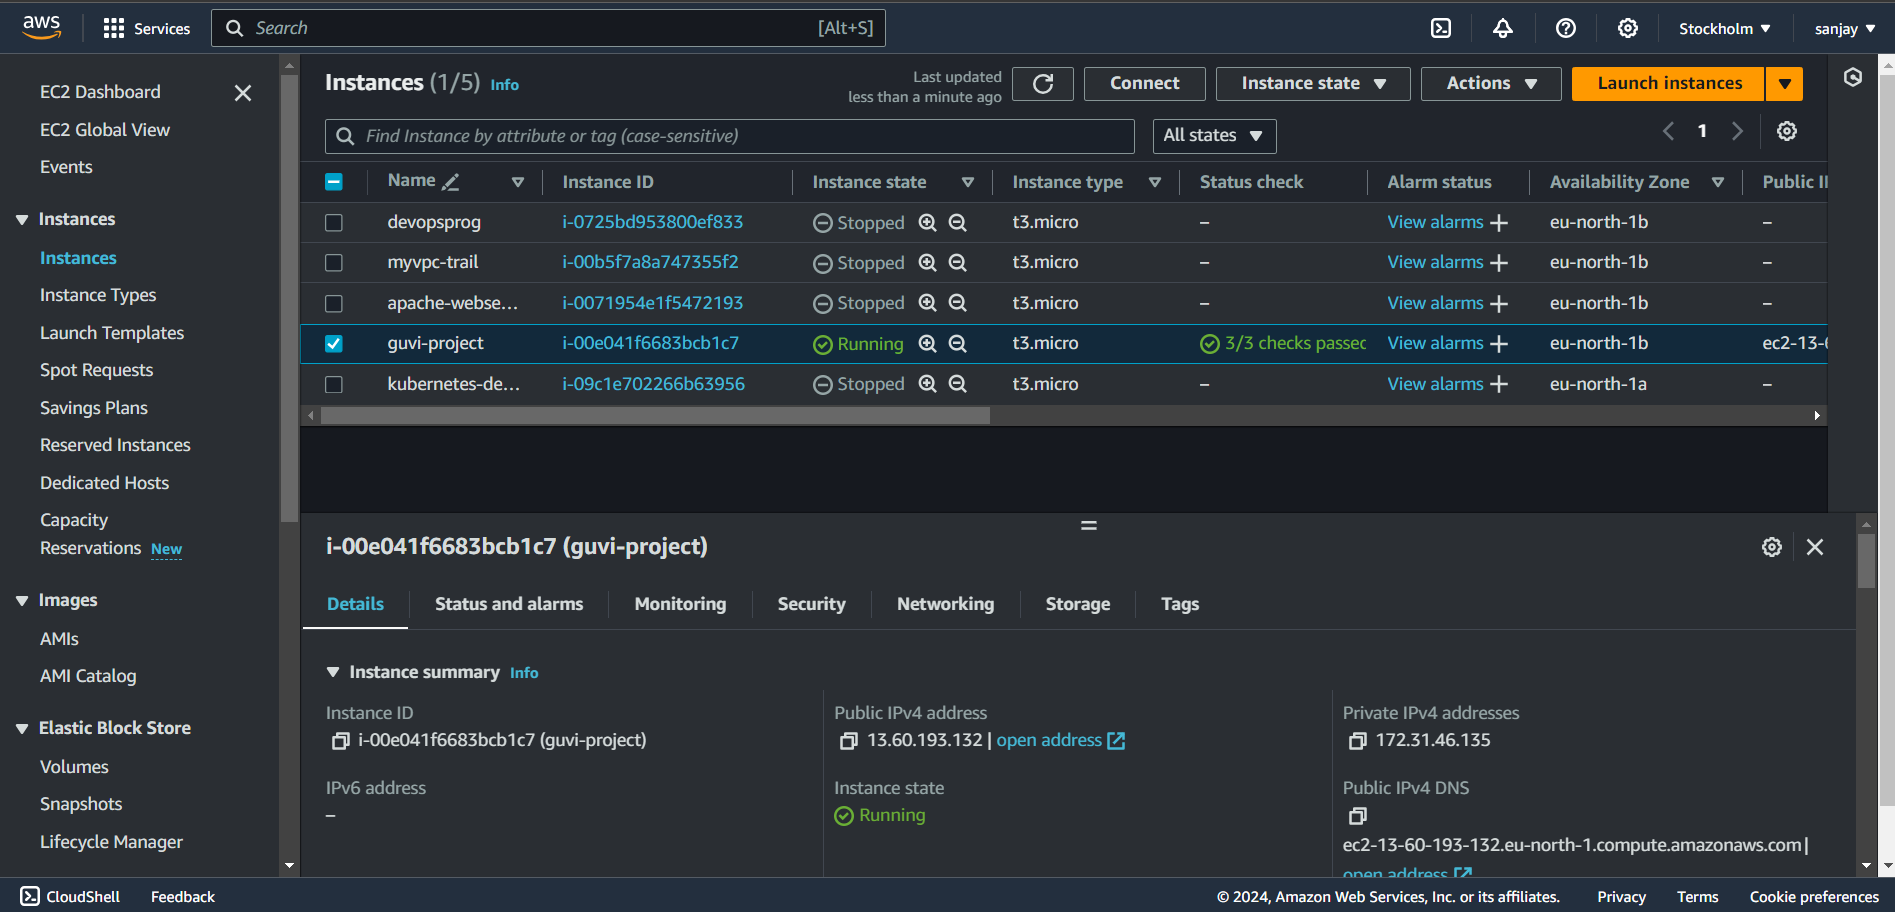 aws
Services
Search [Alt+S]
Stockholm
sanjay
EC2 Dashboard
EC2 Global View
Events
Instances
Instances
Instance Types
Launch Templates
Spot Requests
Savings Plans
Reserved Instances
Dedicated Hosts
Capacity
Reservations New
Images
AMIs
AMI Catalog
Elastic Block Store
Volumes
Snapshots
Lifecycle Manager
Instances (1/5) Info
Last updated
less than a minute ago
Connect
Instance state
Actions
Launch instances
Find Instance by attribute or tag (case-sensitive)
All states
1
Name Instance ID Instance state Instance type Status check Alarm status Availability Zone Public I
devopsprog i-0725bd953800ef833 Stopped t3.micro – View alarms + eu-north-1b –
myvpc-trail i-00b5f7a8a747355f2 Stopped t3.micro – View alarms + eu-north-1b –
apache-webse... i-0071954e1f5472193 Stopped t3.micro – View alarms + eu-north-1b –
guvi-project i-00e041f6683bcb1c7 Running t3.micro 3/3 checks passed View alarms + eu-north-1b ec2-13-6
kubernetes-de... i-09c1e702266b63956 Stopped t3.micro – View alarms + eu-north-1a –
i-00e041f6683bcb1c7 (guvi-project)
Details
Status and alarms
Monitoring
Security
Networking
Storage
Tags
Instance summary Info
Instance ID
i-00e041f6683bcb1c7 (guvi-project)
IPv6 address
–
Public IPv4 address
13.60.193.132 | open address
Instance state
Running
Private IPv4 addresses
172.31.46.135
Public IPv4 DNS
ec2-13-60-193-132.eu-north-1.compute.amazonaws.com |
open address
CloudShell
Feedback
© 2024, Amazon Web Services, Inc. or its affiliates.
Privacy
Terms
Cookie preferences